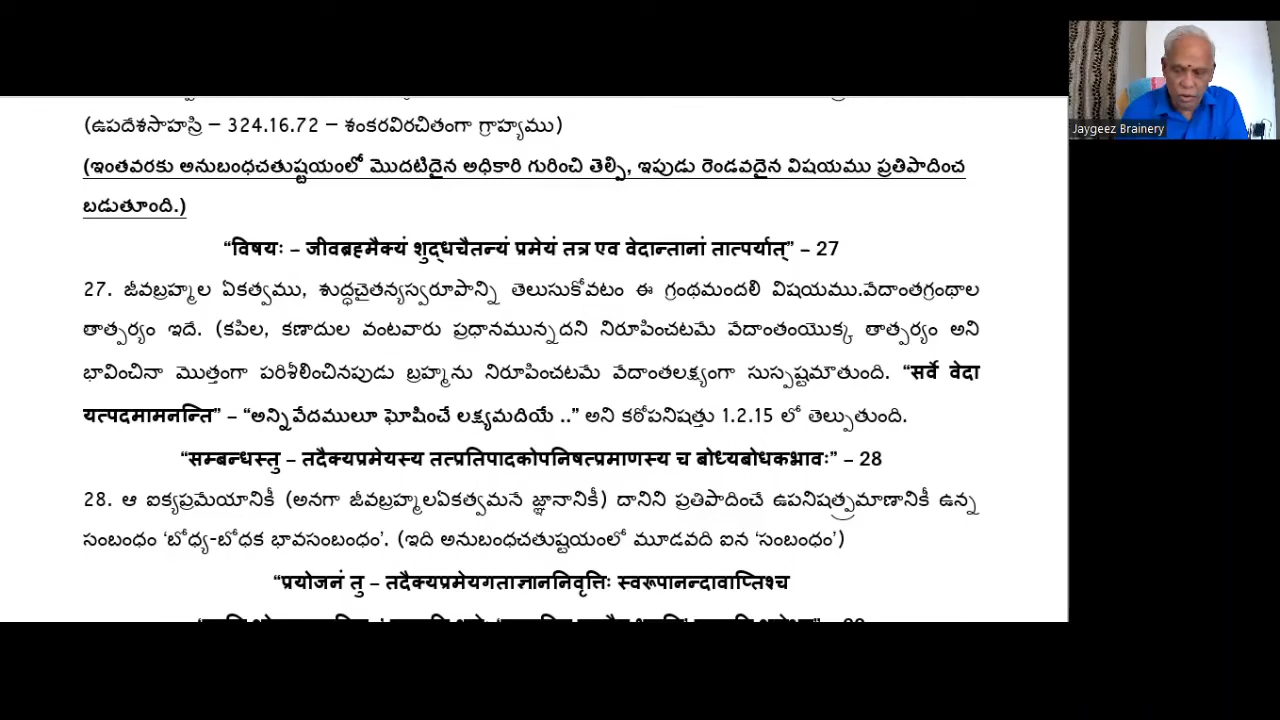 (ఉపదేశసాహస్రి – 324.16.72 – శంకరవిరచితంగా గ్రాహ్యము)
(ఇంతవరకు అనుబంధచతుష్టయంలో మొదటిదైన అధికారి గురించి తెల్పి, ఇపుడు రెండవదైన విషయము ప్రతిపాదించ
బడుతూంది.)
“विषयः – जीवब्रह्मैक्यं शुद्धचैतन्यं प्रमेयं तत्र एव वेदान्तानां तात्पर्यात्” – 27
27. జీవబ్రహ్మల ఏకత్వము, శుద్ధచైతన్యస్వరూపాన్ని తెలుసుకోవటం ఈ గ్రంథమందలి విషయము.వేదాంతగ్రంథాల
తాత్పర్యం ఇదే. (కపిల, కణాదుల వంటవారు ప్రధానమున్నదని నిరూపించటమే వేదాంతంయొక్క తాత్పర్యం అని
భావించినా మొత్తంగా పరిశీలించినపుడు బ్రహ్మను నిరూపించటమే వేదాంతలక్ష్యంగా సుస్పష్టమౌతుంది. “సర్వే వేదా
యత్పదమామనన్తి” – “అన్నివేదములూ ఘోషించే లక్ష్యమదియే ..” అని కఠోపనిషత్తు 1.2.15 లో తెల్పుతుంది.
“सम्बन्धस्तु – तदैक्यप्रमेयस्य तत्प्रतिपादकोपनिषत्प्रमाणस्य च बोध्यबोधकभावः” – 28
28. ఆ ఐక్యప్రమేయానికీ (అనగా జీవబ్రహ్మలఏకత్వమనే జ్ఞానానికీ) దానిని ప్రతిపాదించే ఉపనిషత్ప్రమాణానికీ ఉన్న
సంబంధం ‘బోధ్య-బోధక భావసంబంధం’. (ఇది అనుబంధచతుష్టయంలో మూడవది ఐన ‘సంబంధం’)
“प्रयोजनं तु – तदैक्यप्रमेयगताज्ञाननिवृत्तिः स्वरूपानन्दावाप्तिश्च
Jaygeez Brainery